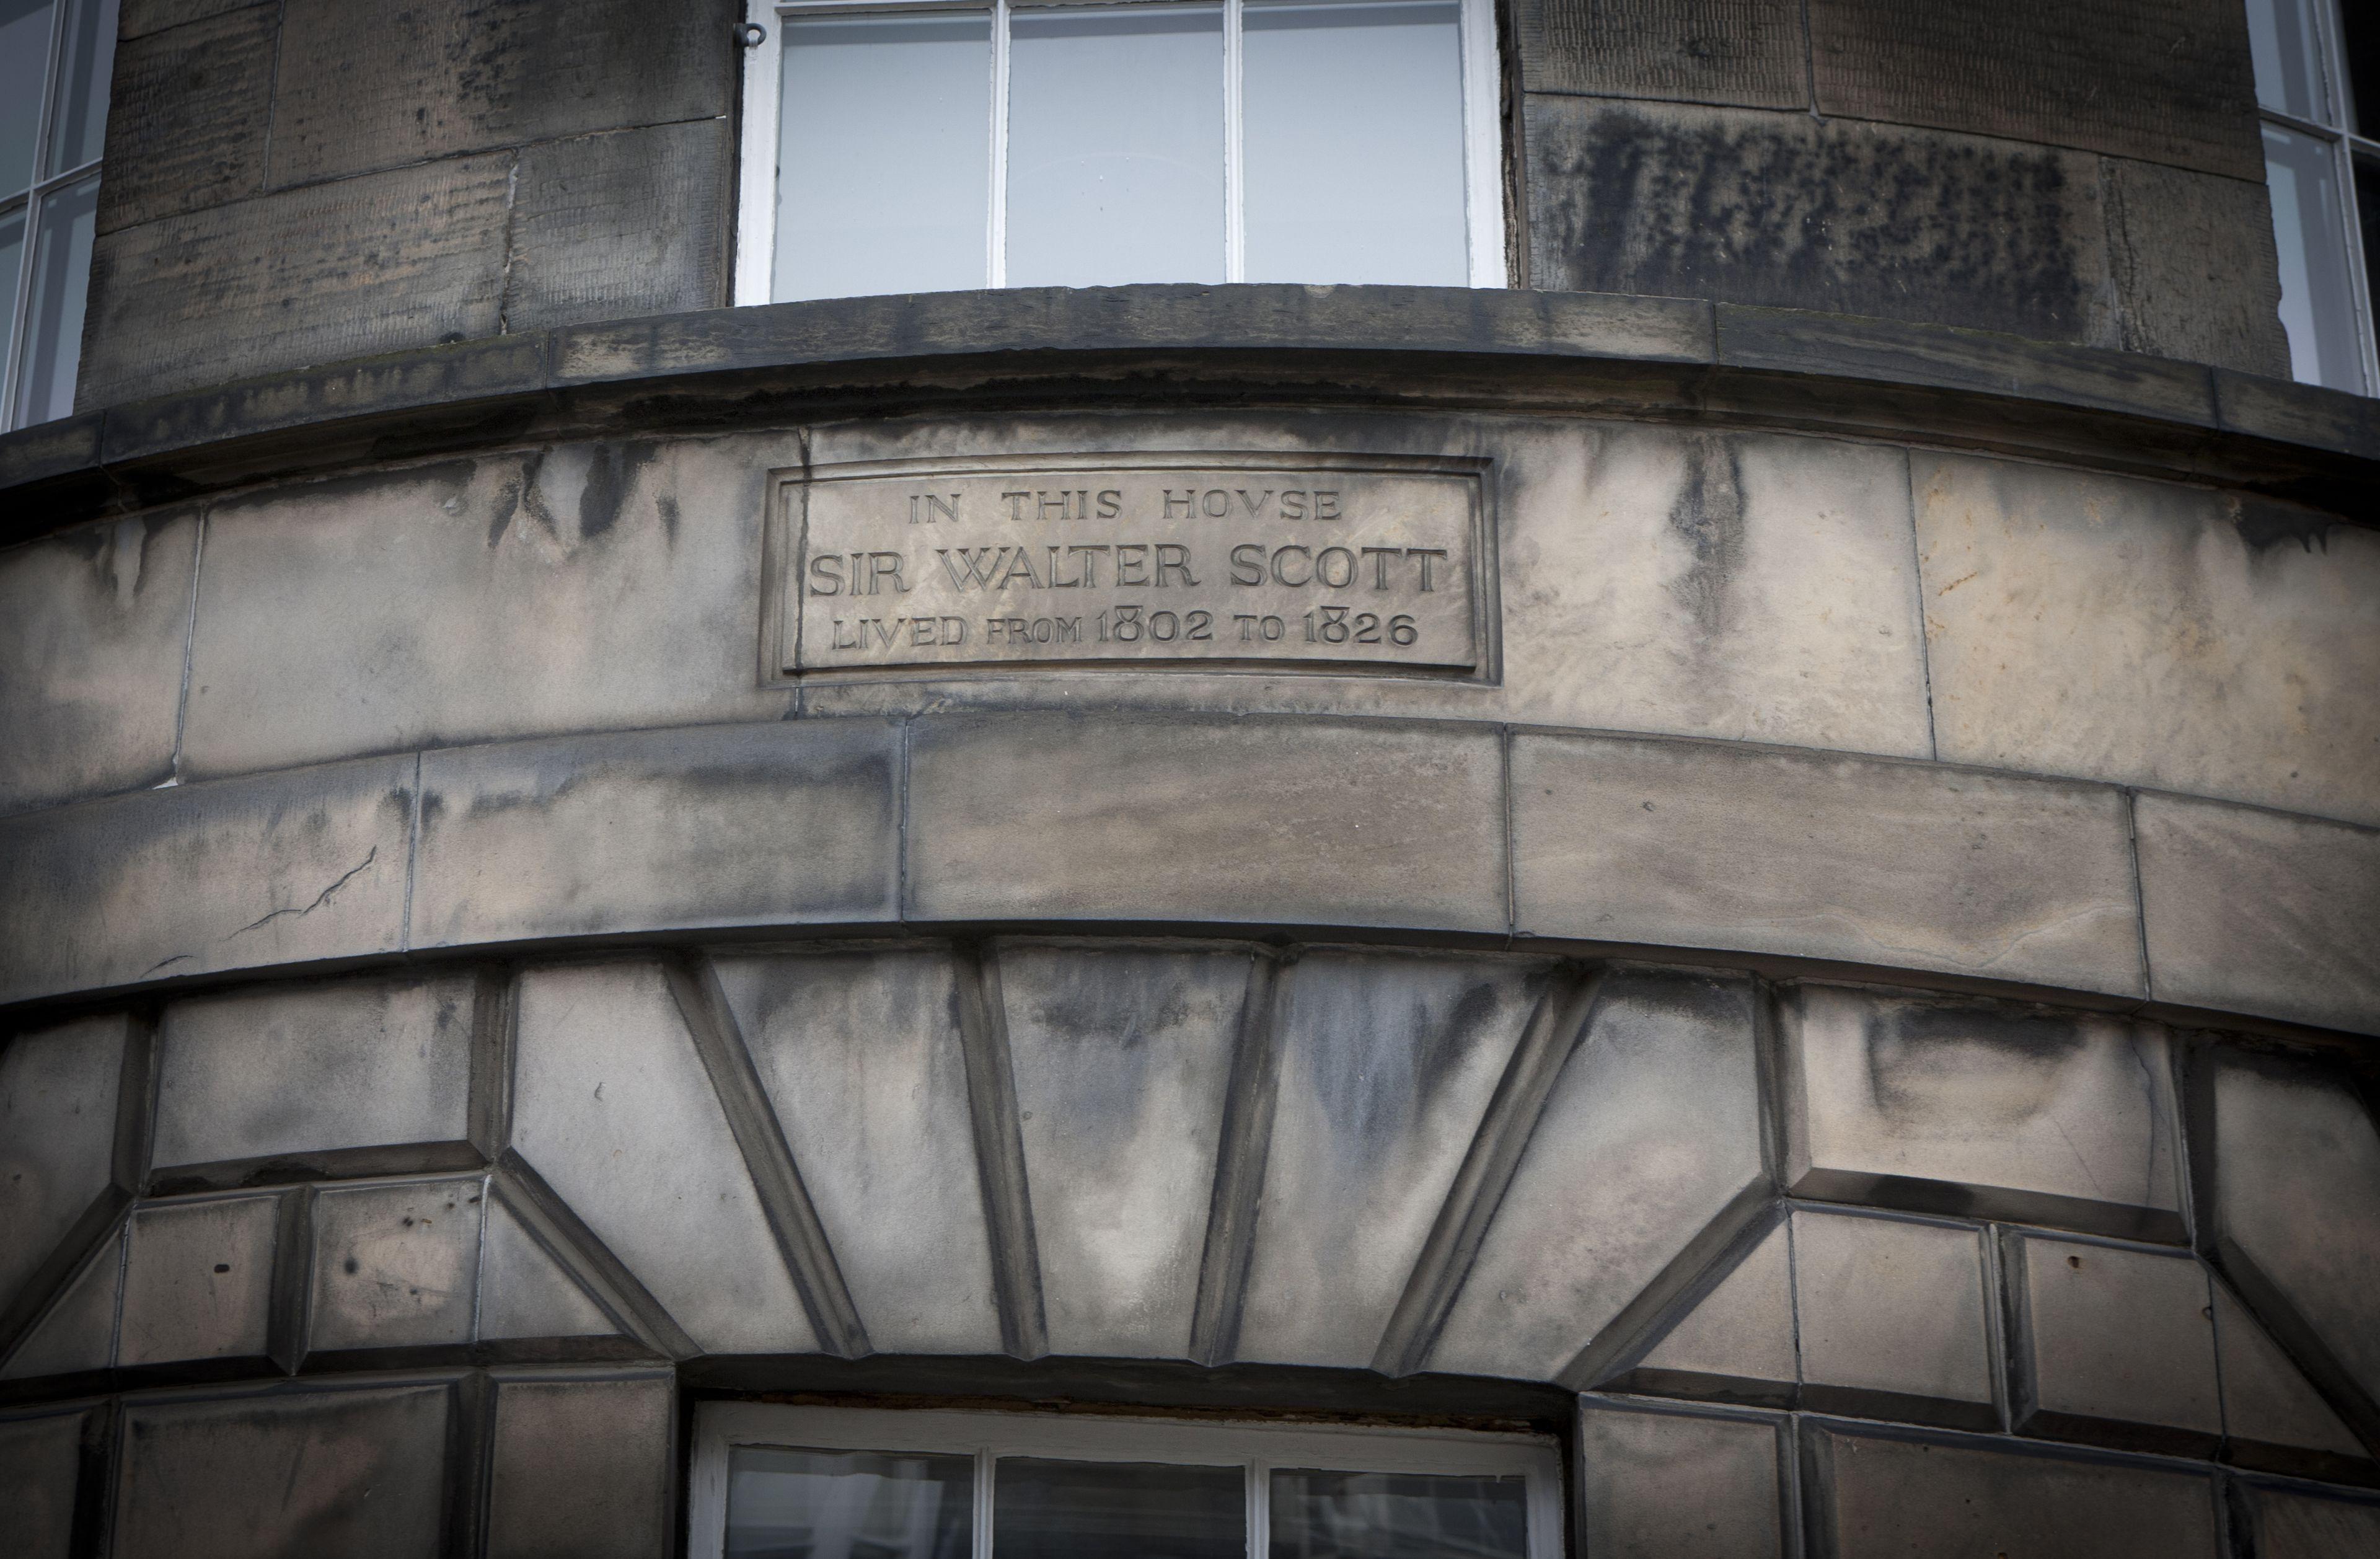 IN THIS HOVSE
SIR WALTER SCOTT
LIVED FROM 1802 TO 1826